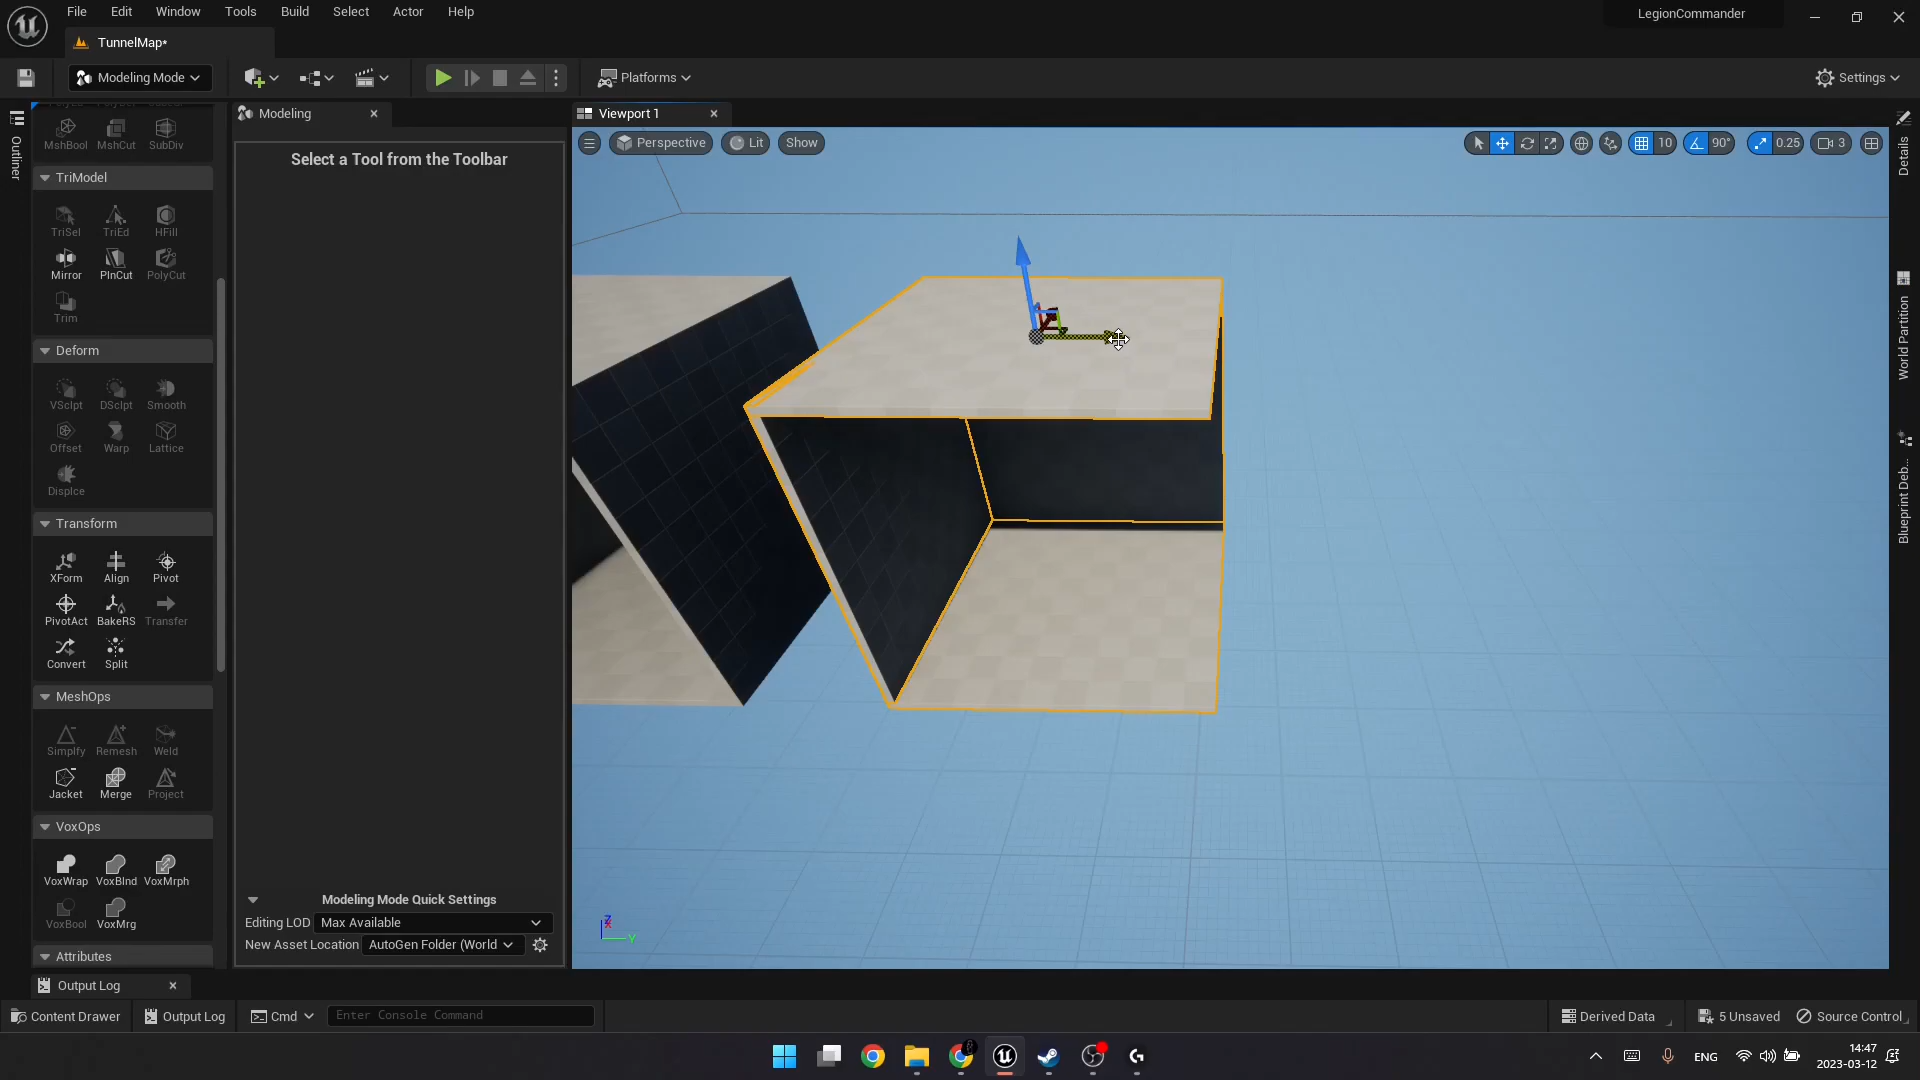 File Edit Window Tools Build Select Actor Help
LegionCommander
TunnelMap*
Modeling Mode
Platforms
Settings
Modeling
Viewport 1
Select a Tool from the Toolbar
Perspective
Lit
Show
10
90°
0.25
3
Outliner
Details
World Partition
Blueprint Deb...
MshBool MshCut SubDiv
TriModel
TriSel TriEd HFill
Mirror PlnCut PolyCut
Trim
Deform
VSclpt DSclpt Smooth
Offset Warp Lattice
Displce
Transform
XForm Align Pivot
PivotAct BakeRS Transfer
Convert Split
MeshOps
Simplfy Remesh Weld
Jacket Merge Project
VoxOps
VoxWrap VoxBlnd VoxMrph
VoxBool VoxMrg
Attributes
Modeling Mode Quick Settings
Editing LOD Max Available
New Asset Location AutoGen Folder (World
Z
X
Y
Output Log
Content Drawer Output Log Cmd Enter Console Command
Derived Data 5 Unsaved Source Control
ENG
14:47
2023-03-12